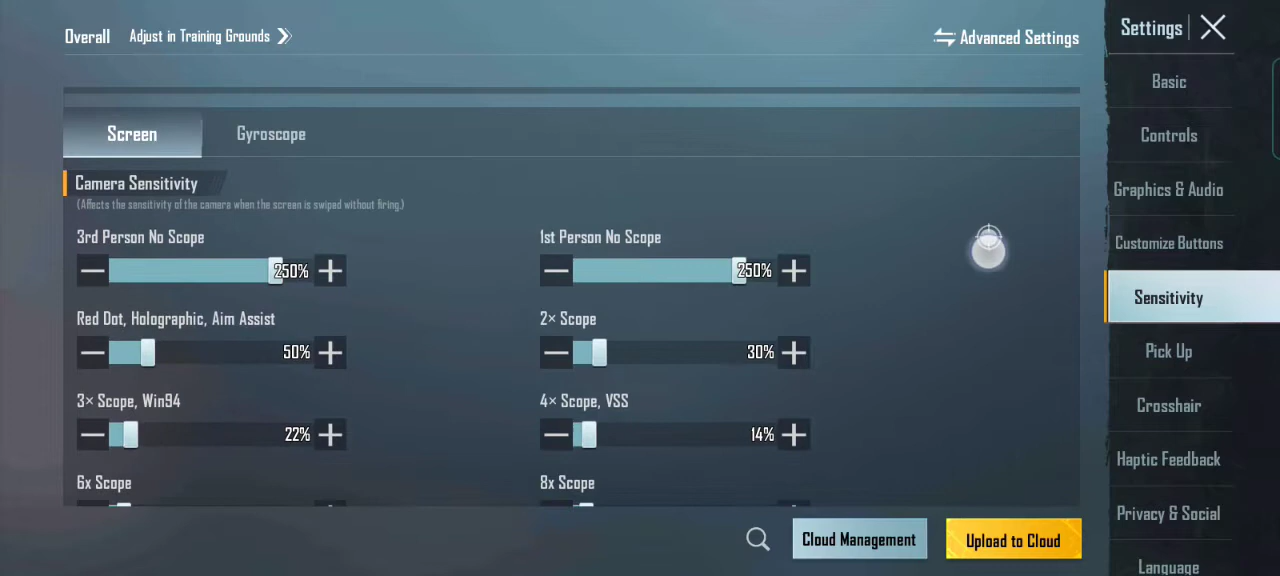 Overall
Adjust in Training Grounds
Advanced Settings
Settings
Basic
Controls
Graphics & Audio
Customize Buttons
Sensitivity
Pick Up
Crosshair
Haptic Feedback
Privacy & Social
Language
Screen
Gyroscope
Camera Sensitivity
(Affects the sensitivity of the camera when the screen is swiped without firing.)
3rd Person No Scope
250%
1st Person No Scope
250%
Red Dot, Holographic, Aim Assist
50%
2× Scope
30%
3× Scope, Win94
22%
4× Scope, VSS
14%
6x Scope
8x Scope
Cloud Management
Upload to Cloud